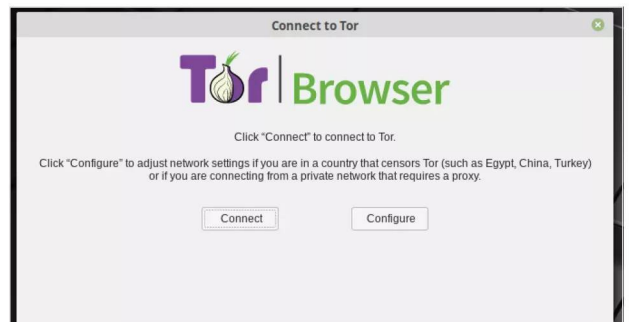 Connect to Tor
Tor Browser
Click “Connect” to connect to Tor.
Click “Configure” to adjust network settings if you are in a country that censors Tor (such as Egypt, China, Turkey)
or if you are connecting from a private network that requires a proxy.
Connect Configure